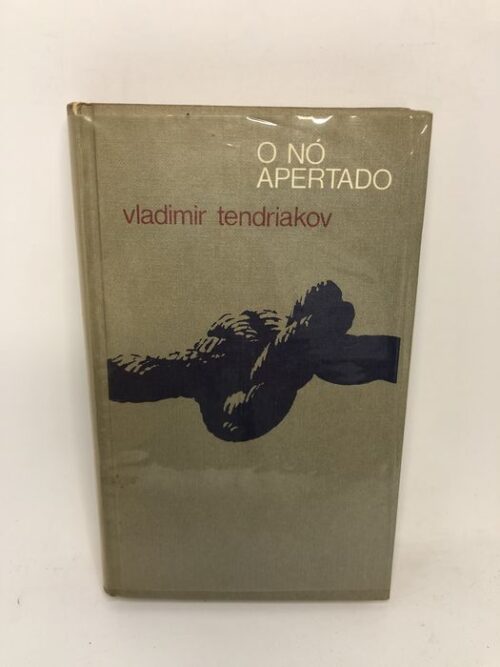 O NÓ
APERTADO
vladimir tendriakov